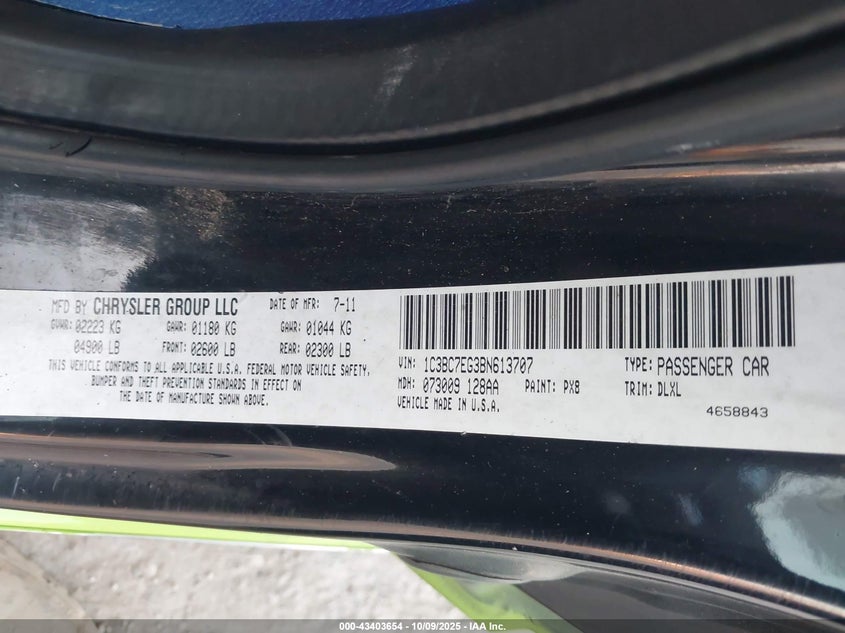 MFD BY CHRYSLER GROUP LLC DATE OF MFR: 7-11
GVWR: 02223 KG GAWR: 01180 KG GAWR: 01044 KG
04900 LB FRONT: 02600 LB REAR: 02300 LB
THIS VEHICLE CONFORMS TO ALL APPLICABLE U.S.A. FEDERAL MOTOR VEHICLE SAFETY,
BUMPER AND THEFT PREVENTION STANDARDS IN EFFECT ON
THE DATE OF MANUFACTURE SHOWN ABOVE.
VIN: 1C3BC7EG3BN613707 TYPE: PASSENGER CAR
MDH: 073009 128AA PAINT: PX8 TRIM: DLXL
VEHICLE MADE IN U.S.A.
4658843
000-43403654 - 10/09/2025 - IAA Inc.